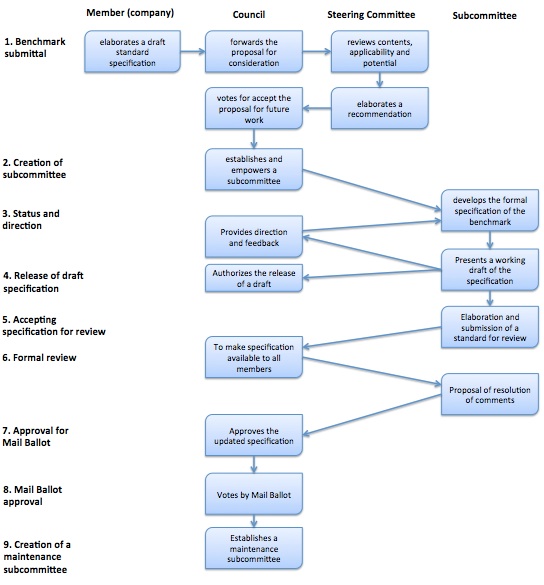 Member (company)
Council
Steering Committee
Subcommittee
1. Benchmark
submittal
elaborates a draft
standard
specification
forwards the
proposal for
consideration
reviews contents,
applicability and
potential
votes for accept the
proposal for future
work
elaborates a
recommendation
2. Creation of
subcommittee
establishes and
empowers a
subcommittee
develops the formal
specification of the
benchmark
3. Status and
direction
Provides direction
and feedback
Presents a working
draft of the
specification
4. Release of draft
specification
Authorizes the release
of a draft
5. Accepting
specification for review
Elaboration and
submission of a
standard for review
6. Formal review
To make specification
available to all
members
Proposal of resolution
of comments
7. Approval for
Mail Ballot
Approves the
updated specification
8. Mail Ballot
approval
Votes by Mail Ballot
9. Creation of a
maintenance
subcommittee
Establishes a
maintenance
subcommittee